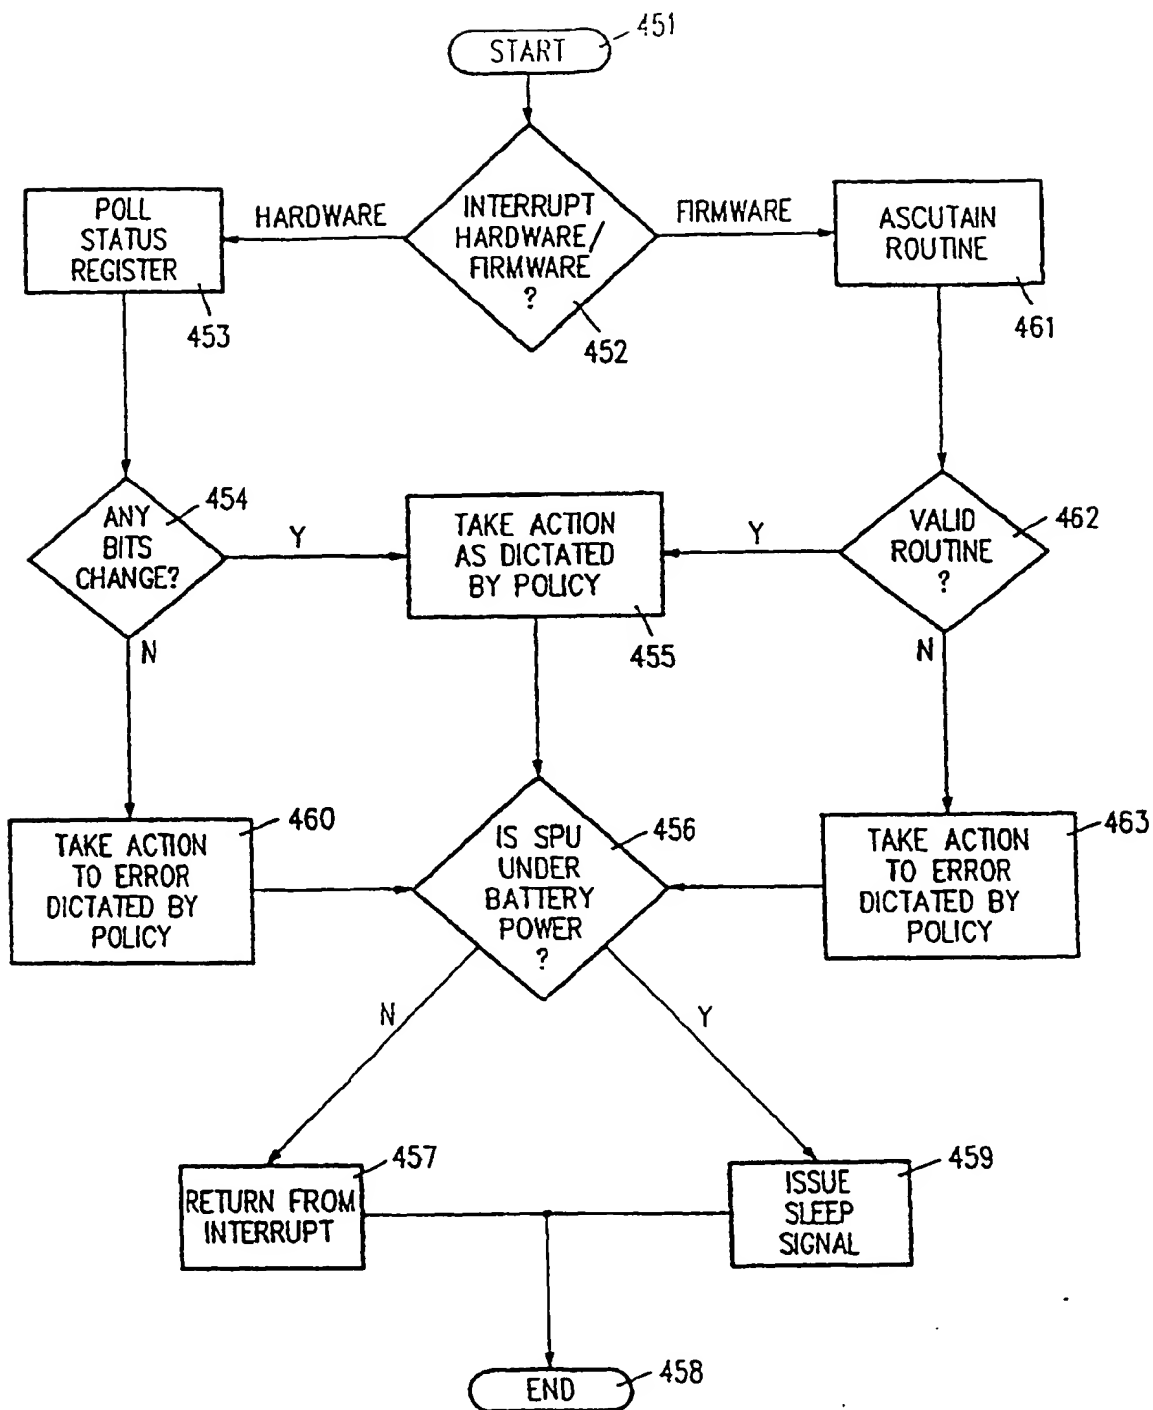 START
451
INTERRUPT
HARDWARE/
FIRMWARE
?
452
HARDWARE
FIRMWARE
POLL
STATUS
REGISTER
453
ASCUTAIN
ROUTINE
461
ANY
BITS
CHANGE?
454
Y
N
TAKE ACTION
AS DICTATED
BY POLICY
455
VALID
ROUTINE
?
462
Y
N
TAKE ACTION
TO ERROR
DICTATED BY
POLICY
460
IS SPU
UNDER
BATTERY
POWER
?
456
TAKE ACTION
TO ERROR
DICTATED BY
POLICY
463
N
Y
RETURN FROM
INTERRUPT
457
ISSUE
SLEEP
SIGNAL
459
END
458